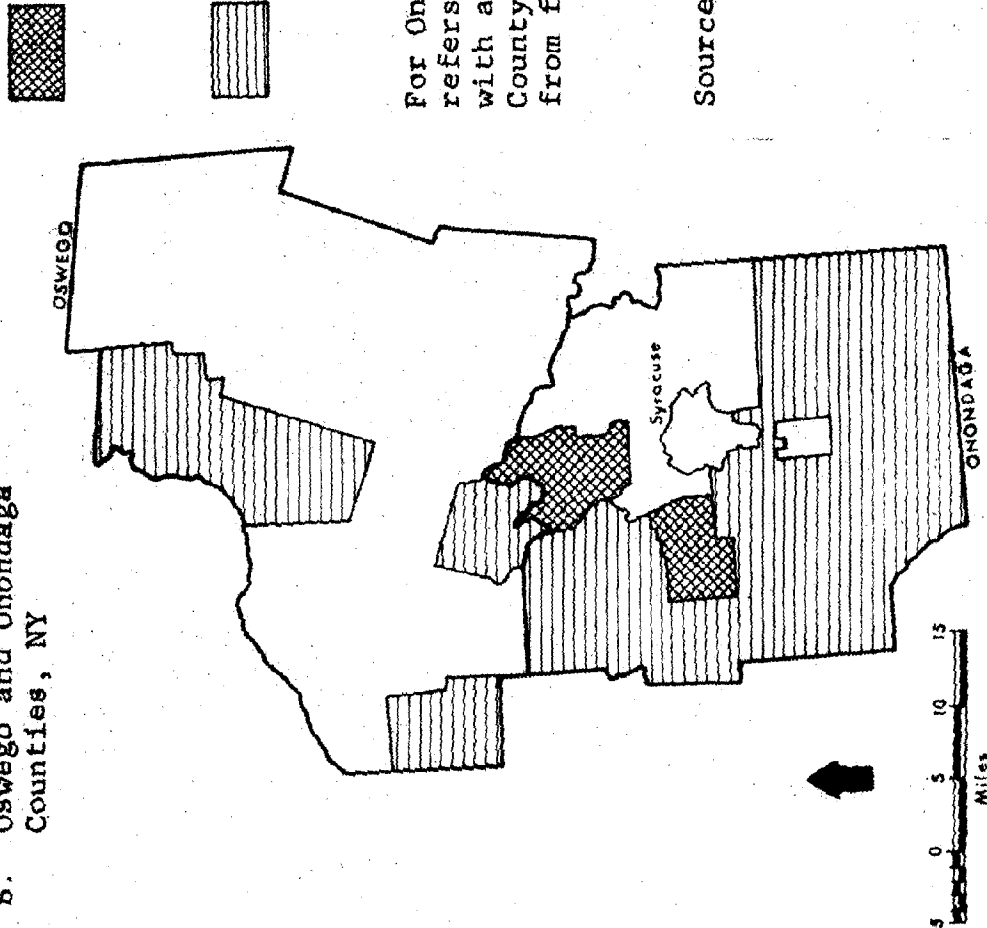 B. Oswego and Onondaga
Counties, NY
OSWEGO
Syracuse
ONONDAGA
5 0 5 10 15
Miles
For On
refers
with a
County
from f
Source